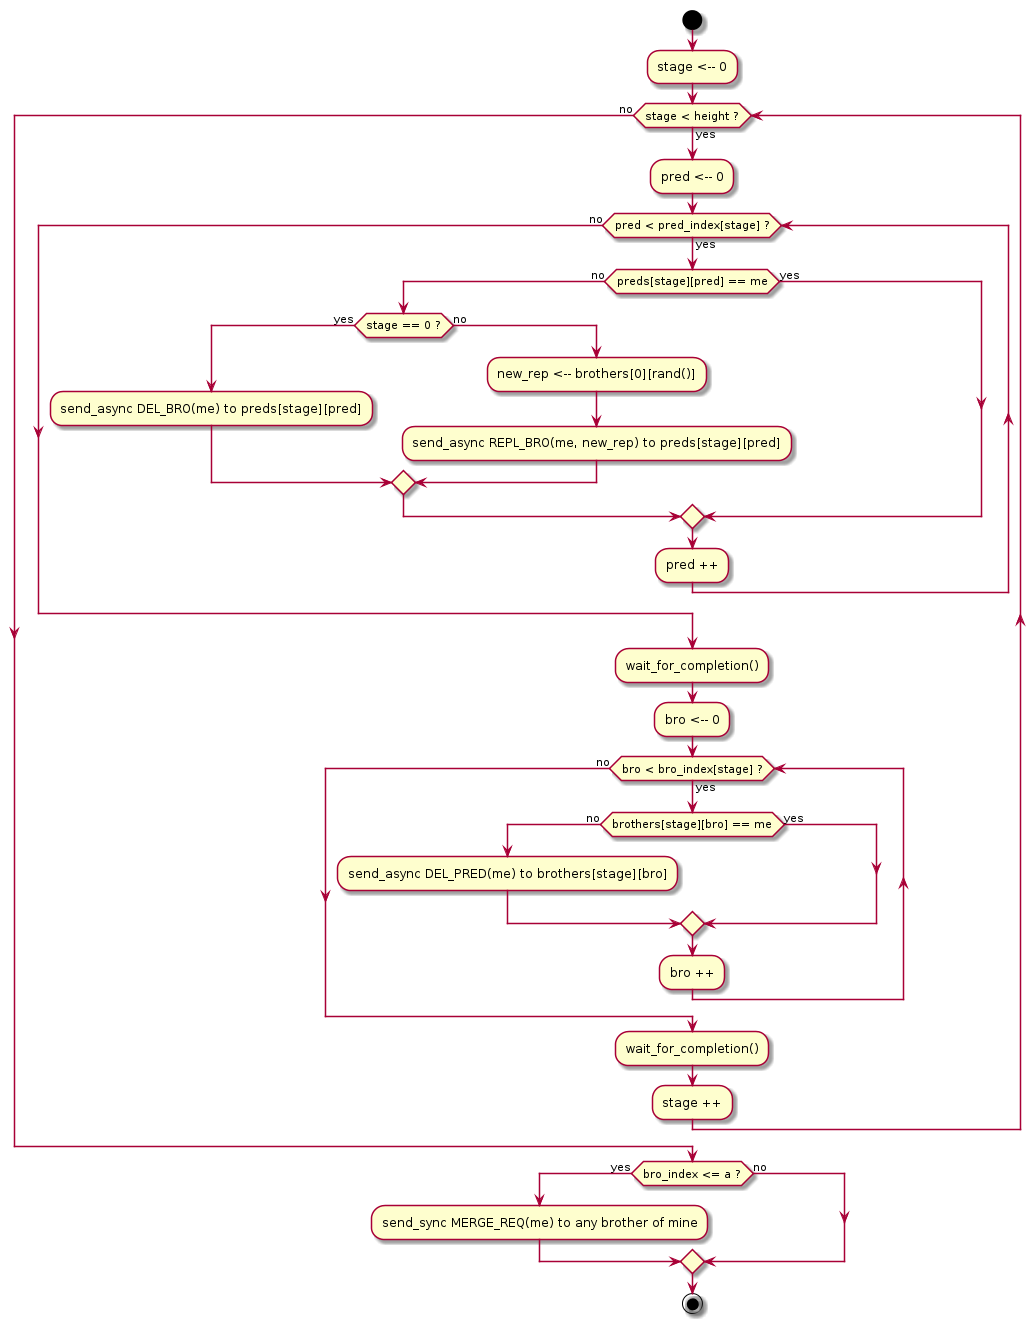 stage <-- 0
no
stage < height ?
yes
pred <-- 0
no
pred < pred_index[stage] ?
yes
no
preds[stage][pred] == me
yes
yes
stage == 0 ?
no
new_rep <-- brothers[0][rand()]
send_async DEL_BRO(me) to preds[stage][pred]
send_async REPL_BRO(me, new_rep) to preds[stage][pred]
pred ++
wait_for_completion()
bro <-- 0
no
bro < bro_index[stage] ?
yes
no
brothers[stage][bro] == me
yes
send_async DEL_PRED(me) to brothers[stage][bro]
bro ++
wait_for_completion()
stage ++
yes
bro_index <= a ?
no
send_sync MERGE_REQ(me) to any brother of mine